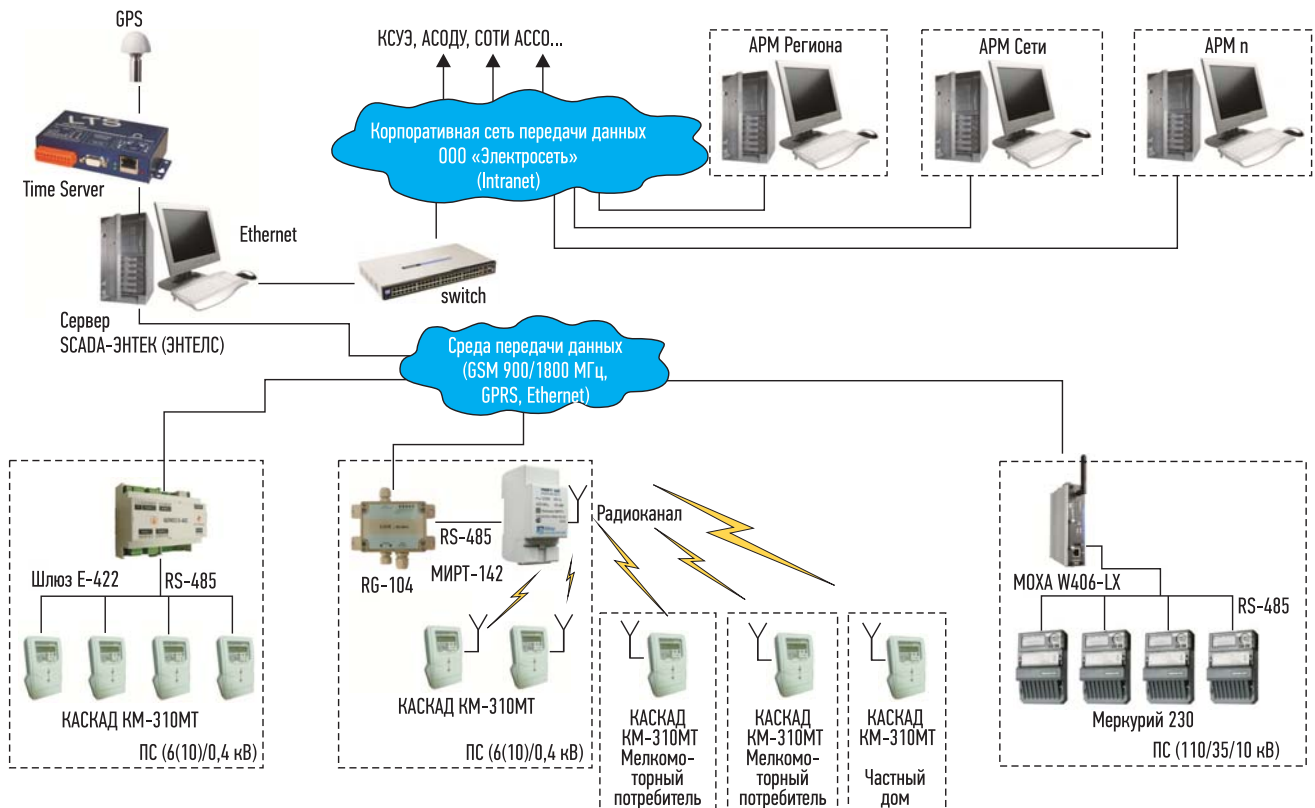 GPS
КСУЭ, АСОДУ, СОТИ АССО...
АРМ Региона
АРМ Сети
АРМ n
LTS
Корпоративная сеть передачи данных
ООО «Электросеть»
(Intranet)
Time Server
Ethernet
switch
Сервер
SCADA-ЭНТЕК (ЭНТЕЛС)
Среда передачи данных
(GSM 900/1800 МГц,
GPRS, Ethernet)
Шлюз Е-422
RS-485
КАСКАД КМ-310МТ
ПС (6(10)/0,4 кВ)
RS-485
RG-104
МИРТ-142
Радиоканал
КАСКАД КМ-310МТ
ПС (6(10)/0,4 кВ)
КАСКАД
КМ-310МТ
Мелкомо-
торный
потребитель
КАСКАД
КМ-310МТ
Мелкомо-
торный
потребитель
КАСКАД
КМ-310МТ
Частный
дом
MOXA W406-LX
RS-485
Меркурий 230
ПС (110/35/10 кВ)